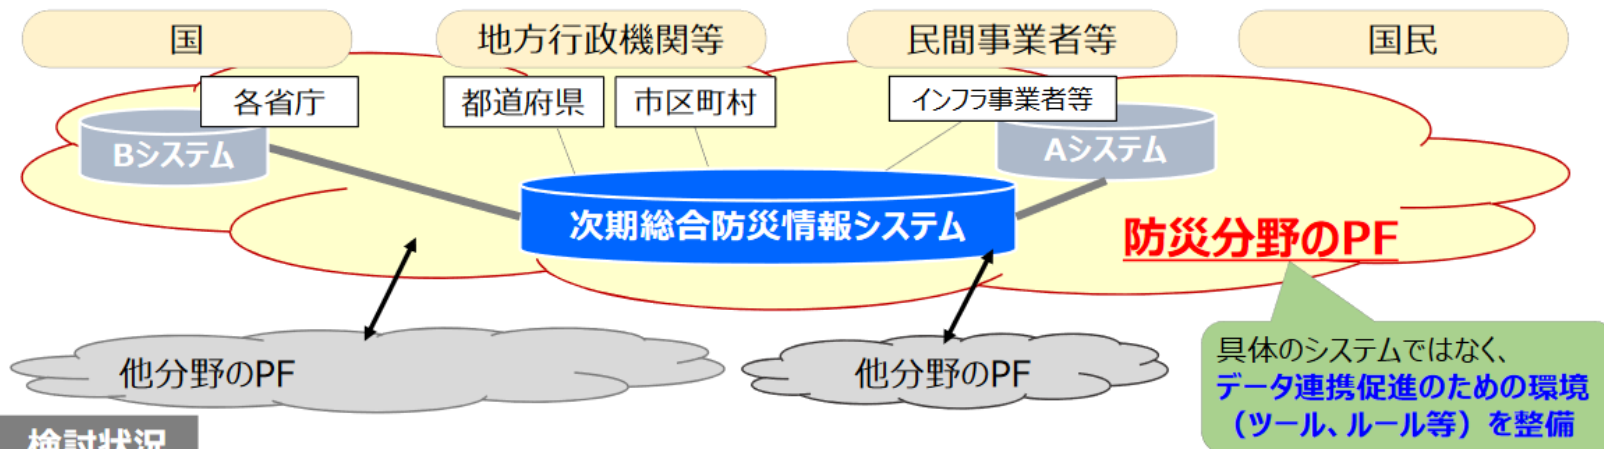 国
地方行政機関等
民間事業者等
国民
各省庁
都道府県
市区町村
インフラ事業者等
Bシステム
Aシステム
次期総合防災情報システム
防災分野のPF
他分野のPF
他分野のPF
具体のシステムではなく、
データ連携促進のための環境
（ツール、ルール等）を整備
検討状況